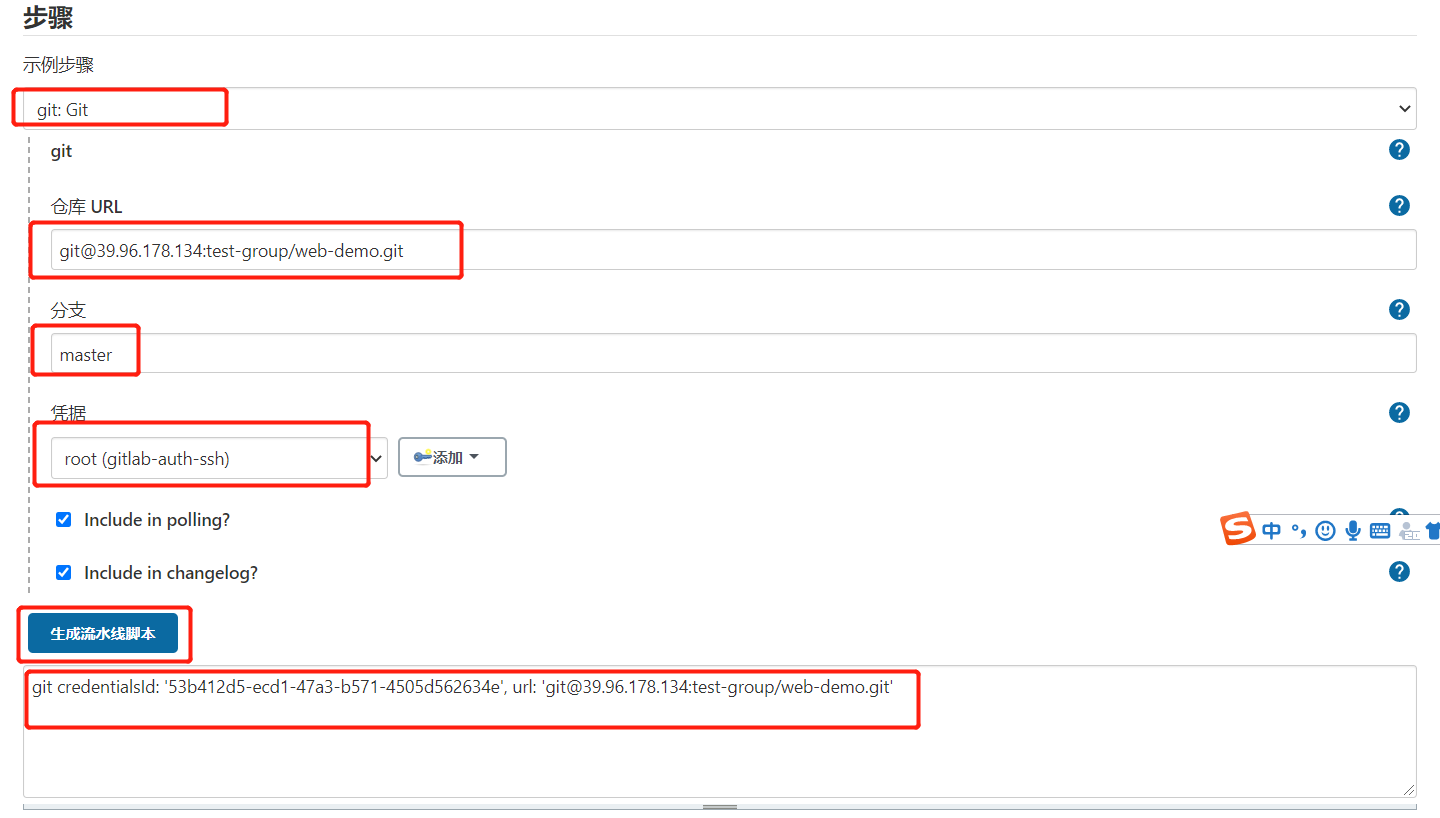 步骤
示例步骤
git: Git
git
仓库 URL
git@39.96.178.134:test-group/web-demo.git
分支
master
凭据
root (gitlab-auth-ssh)
添加
Include in polling?
中
Include in changelog?
生成流水线脚本
git credentialsId: '53b412d5-ecd1-47a3-b571-4505d562634e', url: 'git@39.96.178.134:test-group/web-demo.git'